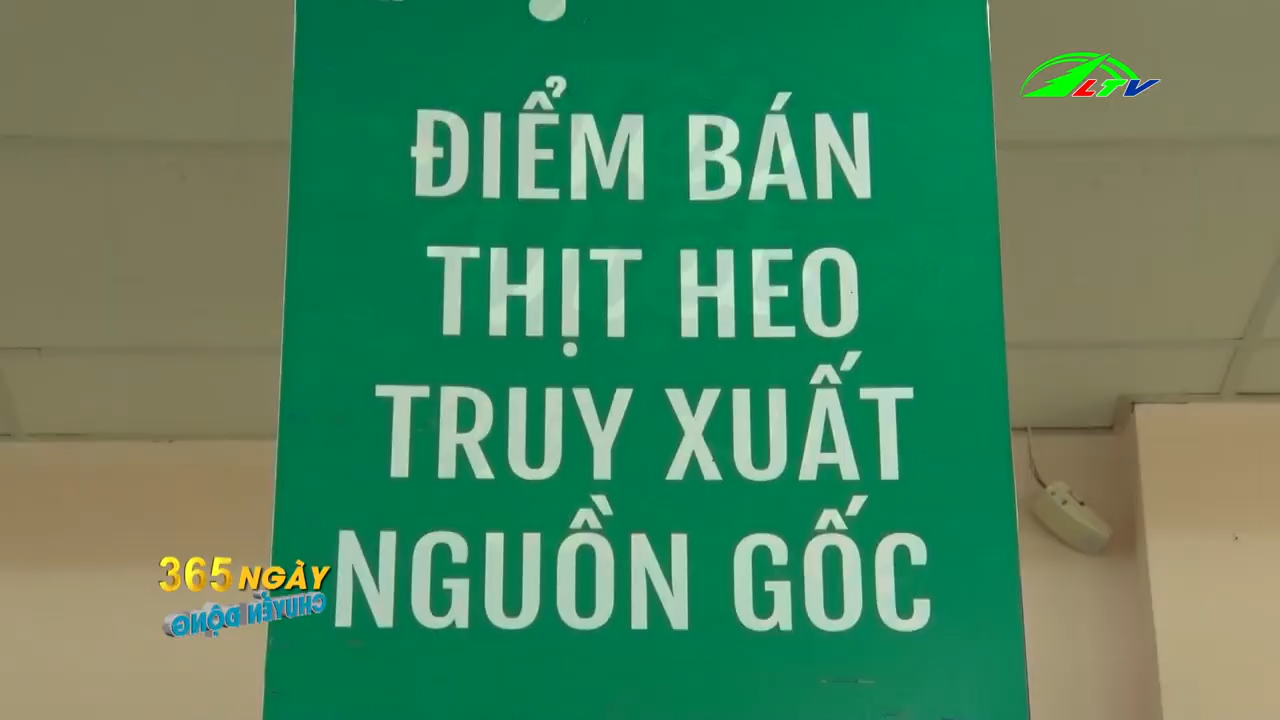 LTV
ĐIỂM BÁN
THỊT HEO
TRUY XUẤT
NGUỒN GỐC
365 NGÀY
CHUYỂN ĐỘNG